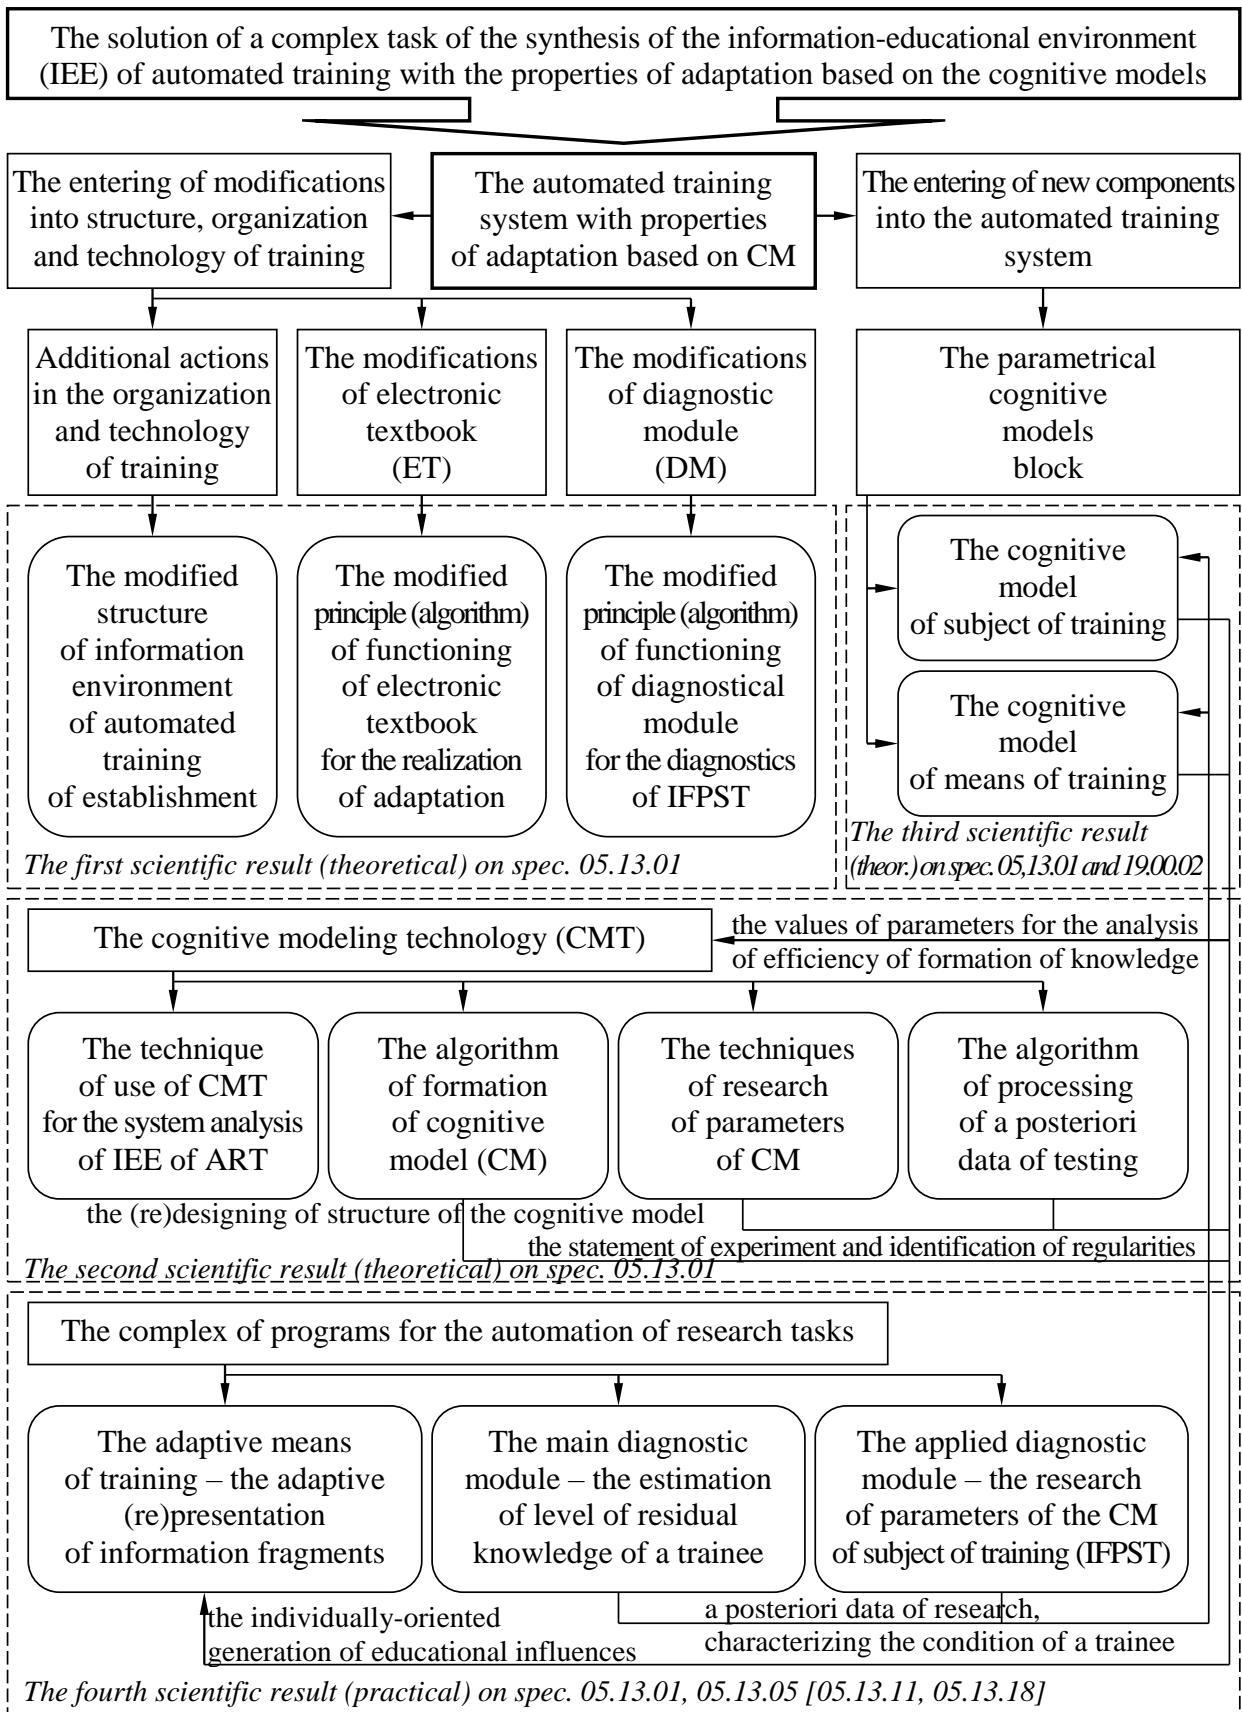 The solution of a complex task of the synthesis of the information-educational environment
(IEE) of automated training with the properties of adaptation based on the cognitive models
The entering of modifications
into structure, organization
and technology of training
The automated training
system with properties
of adaptation based on CM
The entering of new components
into the automated training
system
Additional actions
in the organization
and technology
of training
The modifications
of electronic
textbook
(ET)
The modifications
of diagnostic
module
(DM)
The parametrical
cognitive
models
block
The modified
structure
of information
environment
of automated
training
of establishment
The modified
principle (algorithm)
of functioning
of electronic
textbook
for the realization
of adaptation
The modified
principle (algorithm)
of functioning
of diagnostical
module
for the diagnostics
of IFPST
The first scientific result (theoretical) on spec. 05.13.01
The cognitive
model
of subject of training
The cognitive
model
of means of training
The third scientific result
(theor.) on spec. 05,13.01 and 19.00.02
The cognitive modeling technology (CMT)
the values of parameters for the analysis
of efficiency of formation of knowledge
The technique
of use of CMT
for the system analysis
of IEE of ART
The algorithm
of formation
of cognitive
model (CM)
The techniques
of research
of parameters
of CM
The algorithm
of processing
of a posteriori
data of testing
the (re)designing of structure of the cognitive model
the statement of experiment and identification of regularities
The second scientific result (theoretical) on spec. 05.13.01
The complex of programs for the automation of research tasks
The adaptive means
of training – the adaptive
(re)presentation
of information fragments
The main diagnostic
module – the estimation
of level of residual
knowledge of a trainee
The applied diagnostic
module – the research
of parameters of the CM
of subject of training (IFPST)
the individually-oriented
generation of educational influences
a posteriori data of research,
characterizing the condition of a trainee
The fourth scientific result (practical) on spec. 05.13.01, 05.13.05 [05.13.11, 05.13.18]